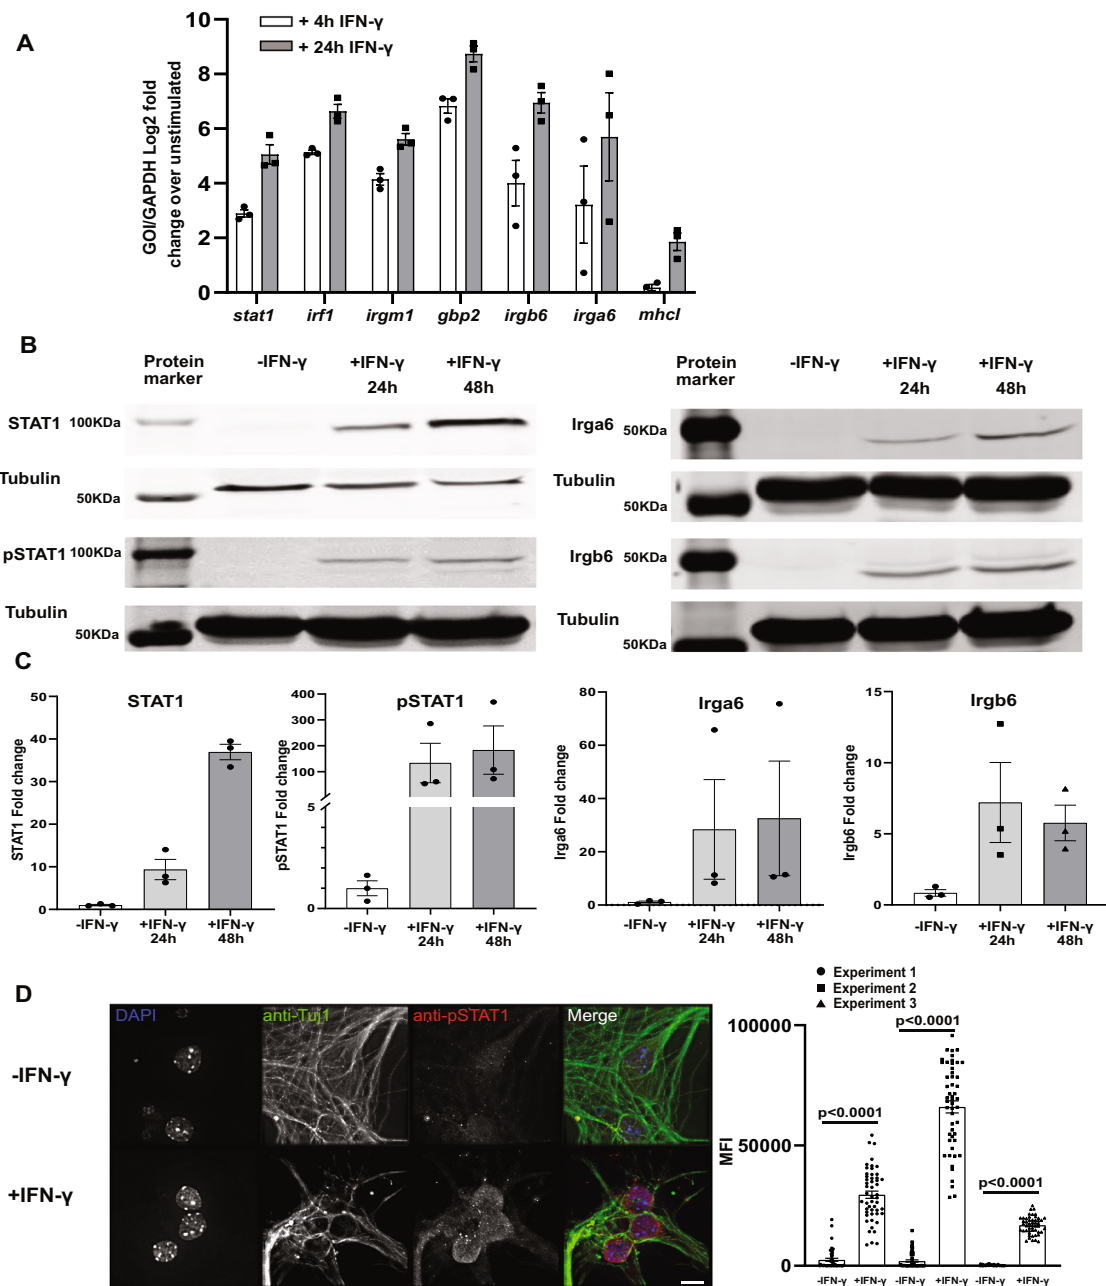 A
10
8
6
4
2
0
GOI/GAPDH Log2 fold
change over unstimulated
+ 4h IFN-γ
+ 24h IFN-γ
stat1 irf1 irgm1 gbp2 irgb6 irga6 mhcI
B
Protein
marker
-IFN-γ
+IFN-γ
24h
+IFN-γ
48h
STAT1 100KDa
Tubulin
50KDa
pSTAT1 100KDa
Tubulin
50KDa
Protein
marker
-IFN-γ
+IFN-γ
24h
+IFN-γ
48h
Irga6 50KDa
Tubulin
50KDa
Irgb6 50KDa
Tubulin
50KDa
C
STAT1
STAT1 Fold change
50
40
30
20
10
0
-IFN-γ +IFN-γ +IFN-γ
24h 48h
pSTAT1
pSTAT1 Fold change
400
300
200
100
5
0
-IFN-γ +IFN-γ +IFN-γ
24h 48h
Irga6
Irga6 Fold change
80
60
40
20
0
-IFN-γ +IFN-γ +IFN-γ
24h 48h
Irgb6
Irgb6 Fold change
15
10
5
0
-IFN-γ +IFN-γ +IFN-γ
24h 48h
D
DAPI anti-Tuj1 anti-pSTAT1 Merge
-IFN-γ
+IFN-γ
Experiment 1
Experiment 2
Experiment 3
MFI
100000
50000
0
p<0.0001
p<0.0001
p<0.0001
-IFN-γ +IFN-γ -IFN-γ +IFN-γ -IFN-γ +IFN-γ